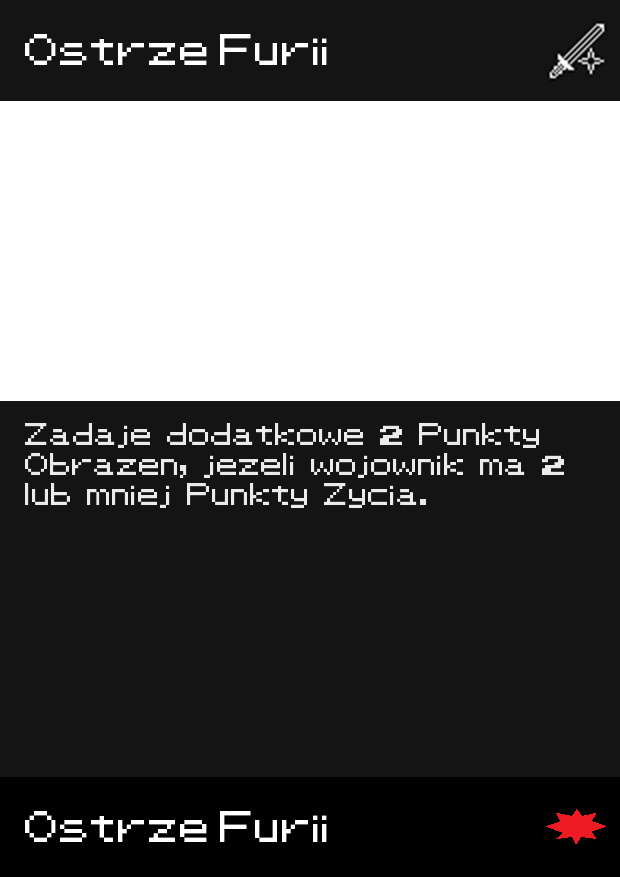 Ostrze Furii
Zadaje dodatkowe 2 Punkty
Obrazen, jezeli wojownik ma 2
lub mniej Punkty Zycia.
Ostrze Furii